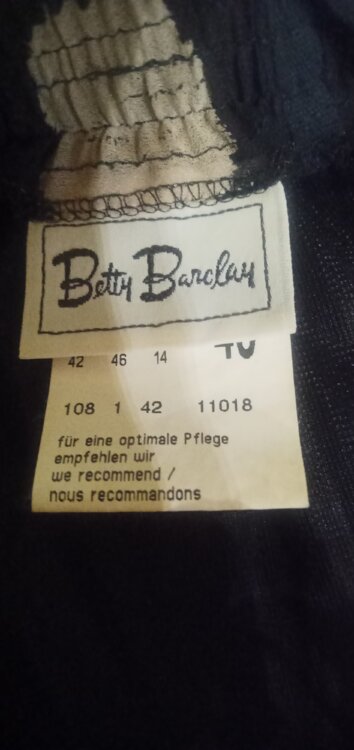 Betty Barclay
42 46 14 40
108 1 42 11018
für eine optimale Pflege
empfehlen wir
we recommend /
nous recommandons